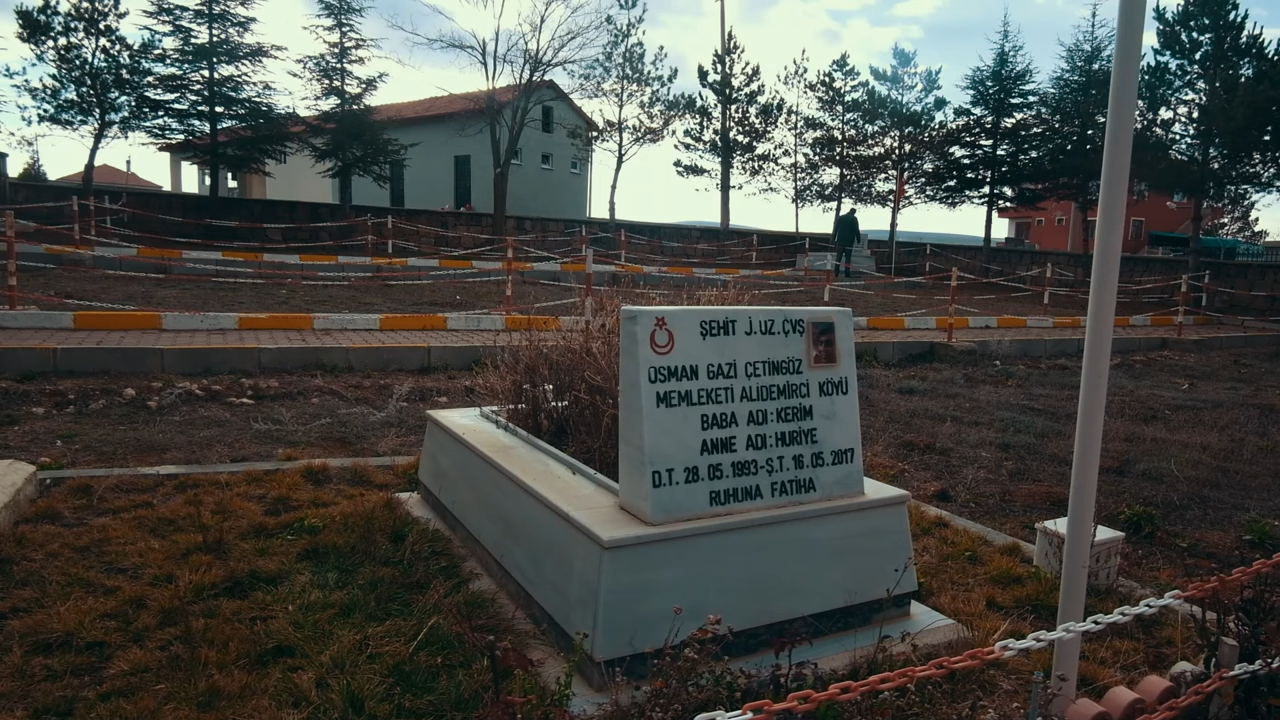 ŞEHİT J.UZ.ÇVŞ
OSMAN GAZİ ÇETİNGÖZ
MEMLEKETİ ALİDEMİRCİ KÖYÜ
BABA ADI:KERİM
ANNE ADI:HURİYE
D.T. 28.05.1993-Ş.T. 16.05.2017
RUHUNA FATİHA